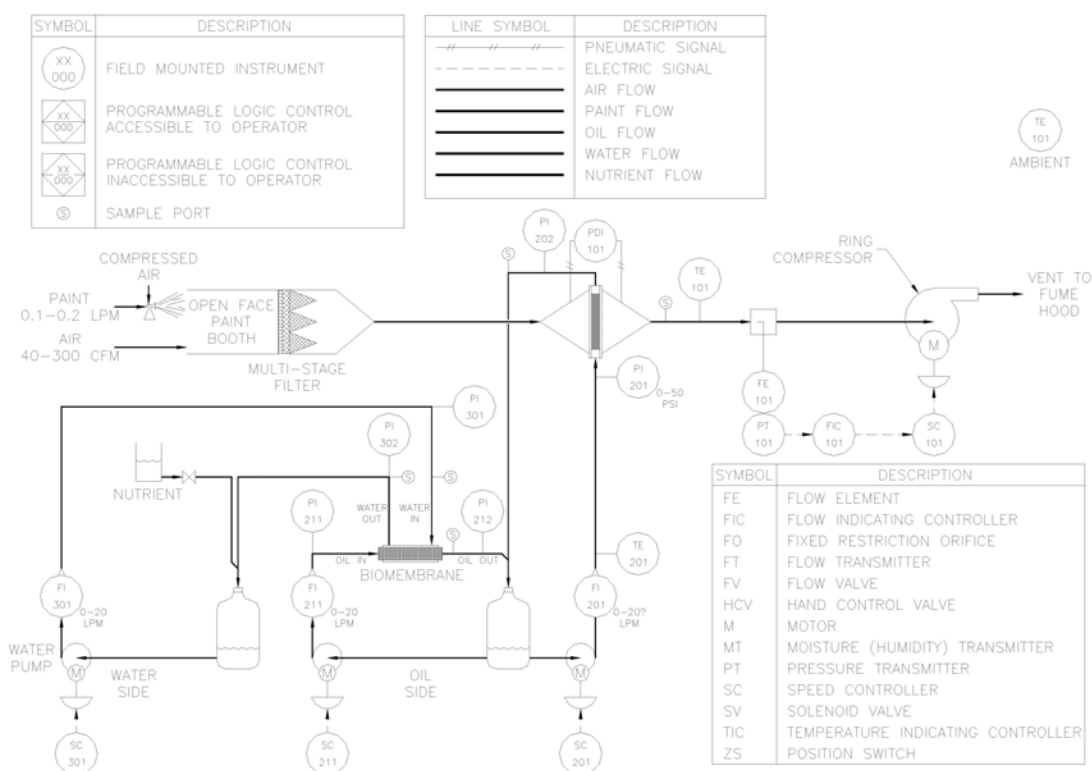 SYMBOL DESCRIPTION
XX
000
FIELD MOUNTED INSTRUMENT
XX
000
PROGRAMMABLE LOGIC CONTROL
ACCESSIBLE TO OPERATOR
XX
000
PROGRAMMABLE LOGIC CONTROL
INACCESSIBLE TO OPERATOR
S SAMPLE PORT
LINE SYMBOL DESCRIPTION
PNEUMATIC SIGNAL
ELECTRIC SIGNAL
AIR FLOW
PAINT FLOW
OIL FLOW
WATER FLOW
NUTRIENT FLOW
TE
101
AMBIENT
COMPRESSED
AIR
PAINT
0.1-0.2 LPM
AIR
40-300 CFM
OPEN FACE
PAINT
BOOTH
MULTI-STAGE
FILTER
S
PI
202
PDI
101
S
TE
101
RING
COMPRESSOR
VENT TO
FUME
HOOD
M
FE
101
PT
101
FIC
101
SC
101
PI
201
0-50
PSI
PI
301
PI
302
S
S
NUTRIENT
WATER
OUT
WATER
IN
PI
211
PI
212
S
OIL IN
OIL OUT
BIOMEMBRANE
TE
201
FI
301
0-20
LPM
FI
211
0-20
LPM
FI
201
0-20?
LPM
WATER
PUMP
M
WATER
SIDE
M
OIL
SIDE
M
SC
301
SC
211
SC
201
SYMBOL DESCRIPTION
FE FLOW ELEMENT
FIC FLOW INDICATING CONTROLLER
FO FIXED RESTRICTION ORIFICE
FT FLOW TRANSMITTER
FV FLOW VALVE
HCV HAND CONTROL VALVE
M MOTOR
MT MOISTURE (HUMIDITY) TRANSMITTER
PT PRESSURE TRANSMITTER
SC SPEED CONTROLLER
SV SOLENOID VALVE
TIC TEMPERATURE INDICATING CONTROLLER
ZS POSITION SWITCH